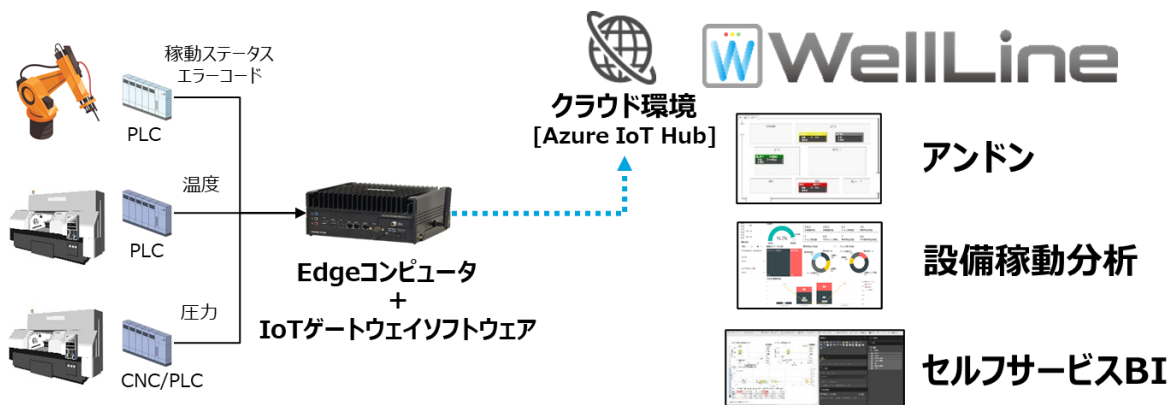 稼動ステータス
エラーコード
PLC
温度
PLC
圧力
CNC/PLC
Edgeコンピュータ
+
IoTゲートウェイソフトウェア
クラウド環境
[Azure IoT Hub]
W WellLine
アンドン
設備稼動分析
セルフサービスBI